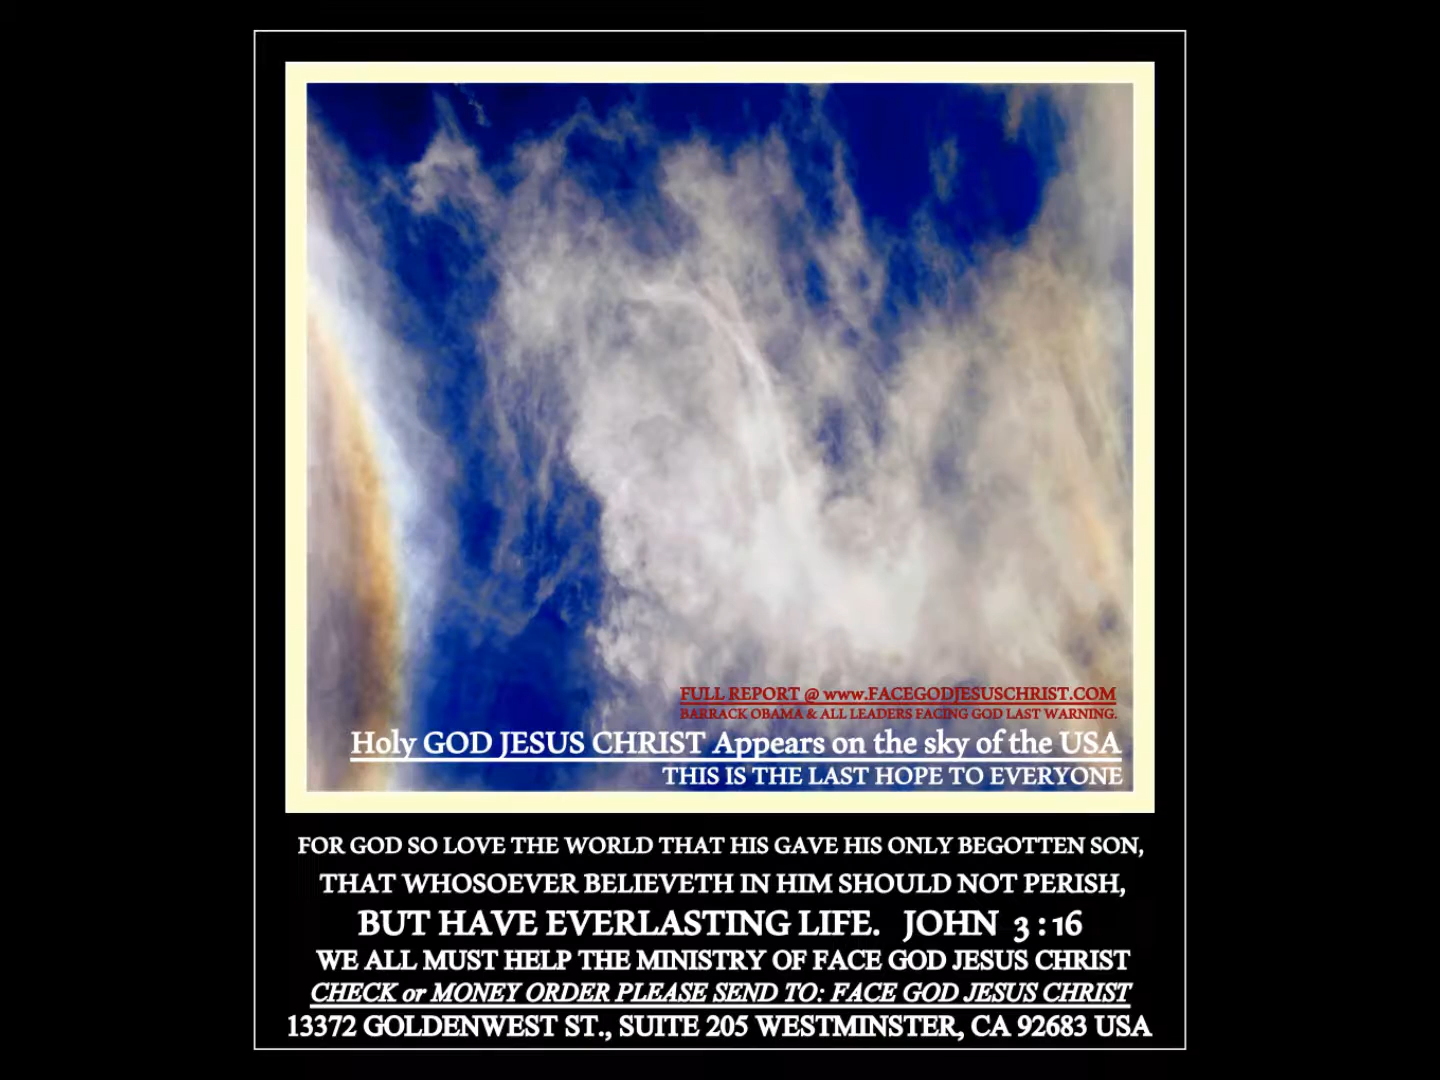 FULL REPORT @ www.FACEGODJESUSCHRIST.COM
BARRACK OBAMA & ALL LEADERS FACING GOD LAST WARNING.
Holy GOD JESUS CHRIST Appears on the sky of the USA
THIS IS THE LAST HOPE TO EVERYONE
FOR GOD SO LOVE THE WORLD THAT HIS GAVE HIS ONLY BEGOTTEN SON,
THAT WHOSOEVER BELIEVETH IN HIM SHOULD NOT PERISH,
BUT HAVE EVERLASTING LIFE. JOHN 3 : 16
WE ALL MUST HELP THE MINISTRY OF FACE GOD JESUS CHRIST
CHECK or MONEY ORDER PLEASE SEND TO: FACE GOD JESUS CHRIST
13372 GOLDENWEST ST., SUITE 205 WESTMINSTER, CA 92683 USA